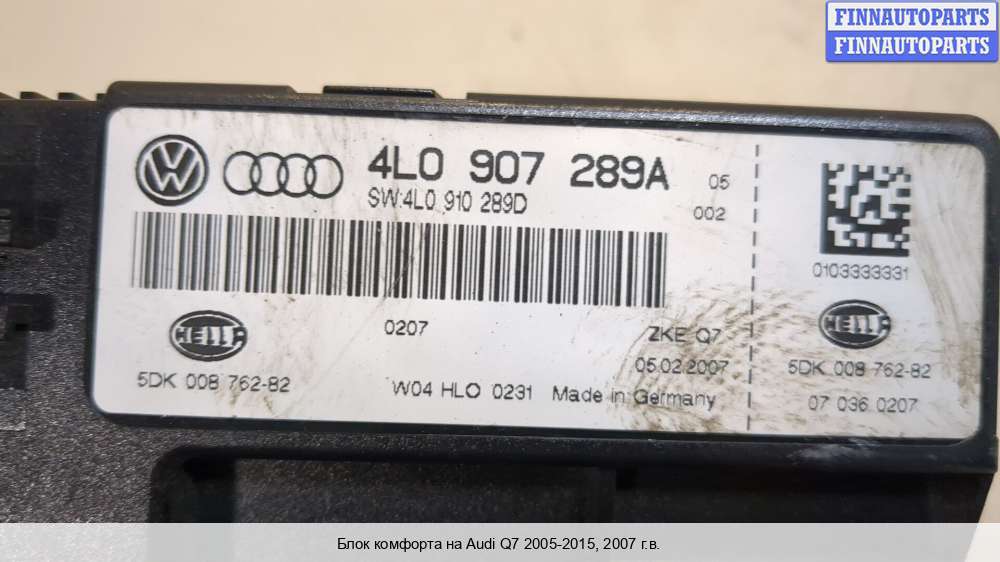 FINNAUTOPARTS
FINNAUTOPARTS
4L0 907 289A 05
SW:4L0 910 289D 002
0103333331
HELLA
0207
ZKE Q7
HELLA
5DK 008 762-82
05.02.2007
5DK 008 762-82
W04 HLO 0231 Made in Germany
07 036 0207
Блок комфорта на Audi Q7 2005-2015, 2007 г.в.